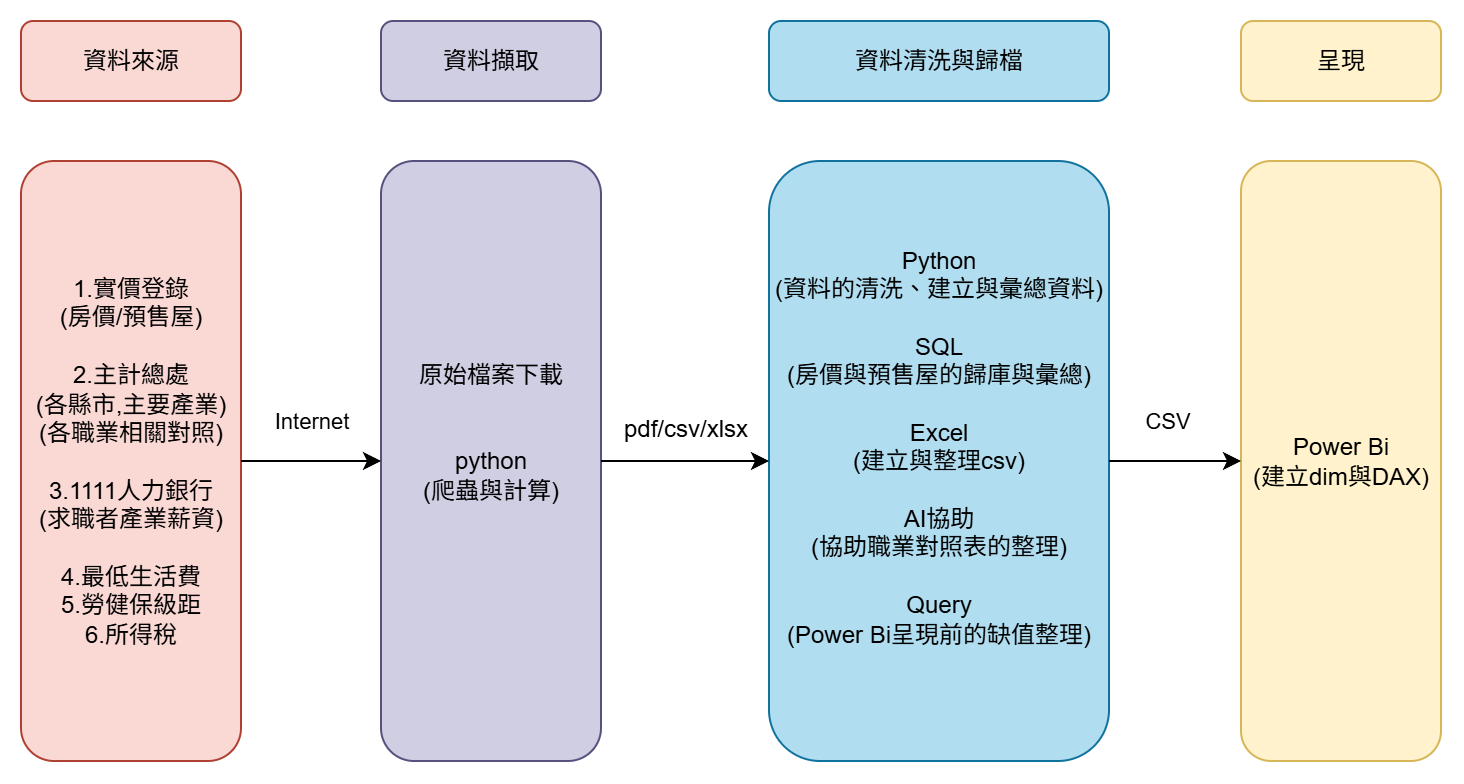 資料來源
資料擷取
資料清洗與歸檔
呈現
1.實價登錄
(房價/預售屋)
2.主計總處
(各縣市,主要產業)
(各職業相關對照)
3.1111人力銀行
(求職者產業薪資)
4.最低生活費
5.勞健保級距
6.所得稅
Internet
原始檔案下載
python
(爬蟲與計算)
pdf/csv/xlsx
Python
(資料的清洗、建立與彙總資料)
SQL
(房價與預售屋的歸庫與彙總)
Excel
(建立與整理csv)
AI協助
(協助職業對照表的整理)
Query
(Power Bi呈現前的缺值整理)
CSV
Power Bi
(建立dim與DAX)